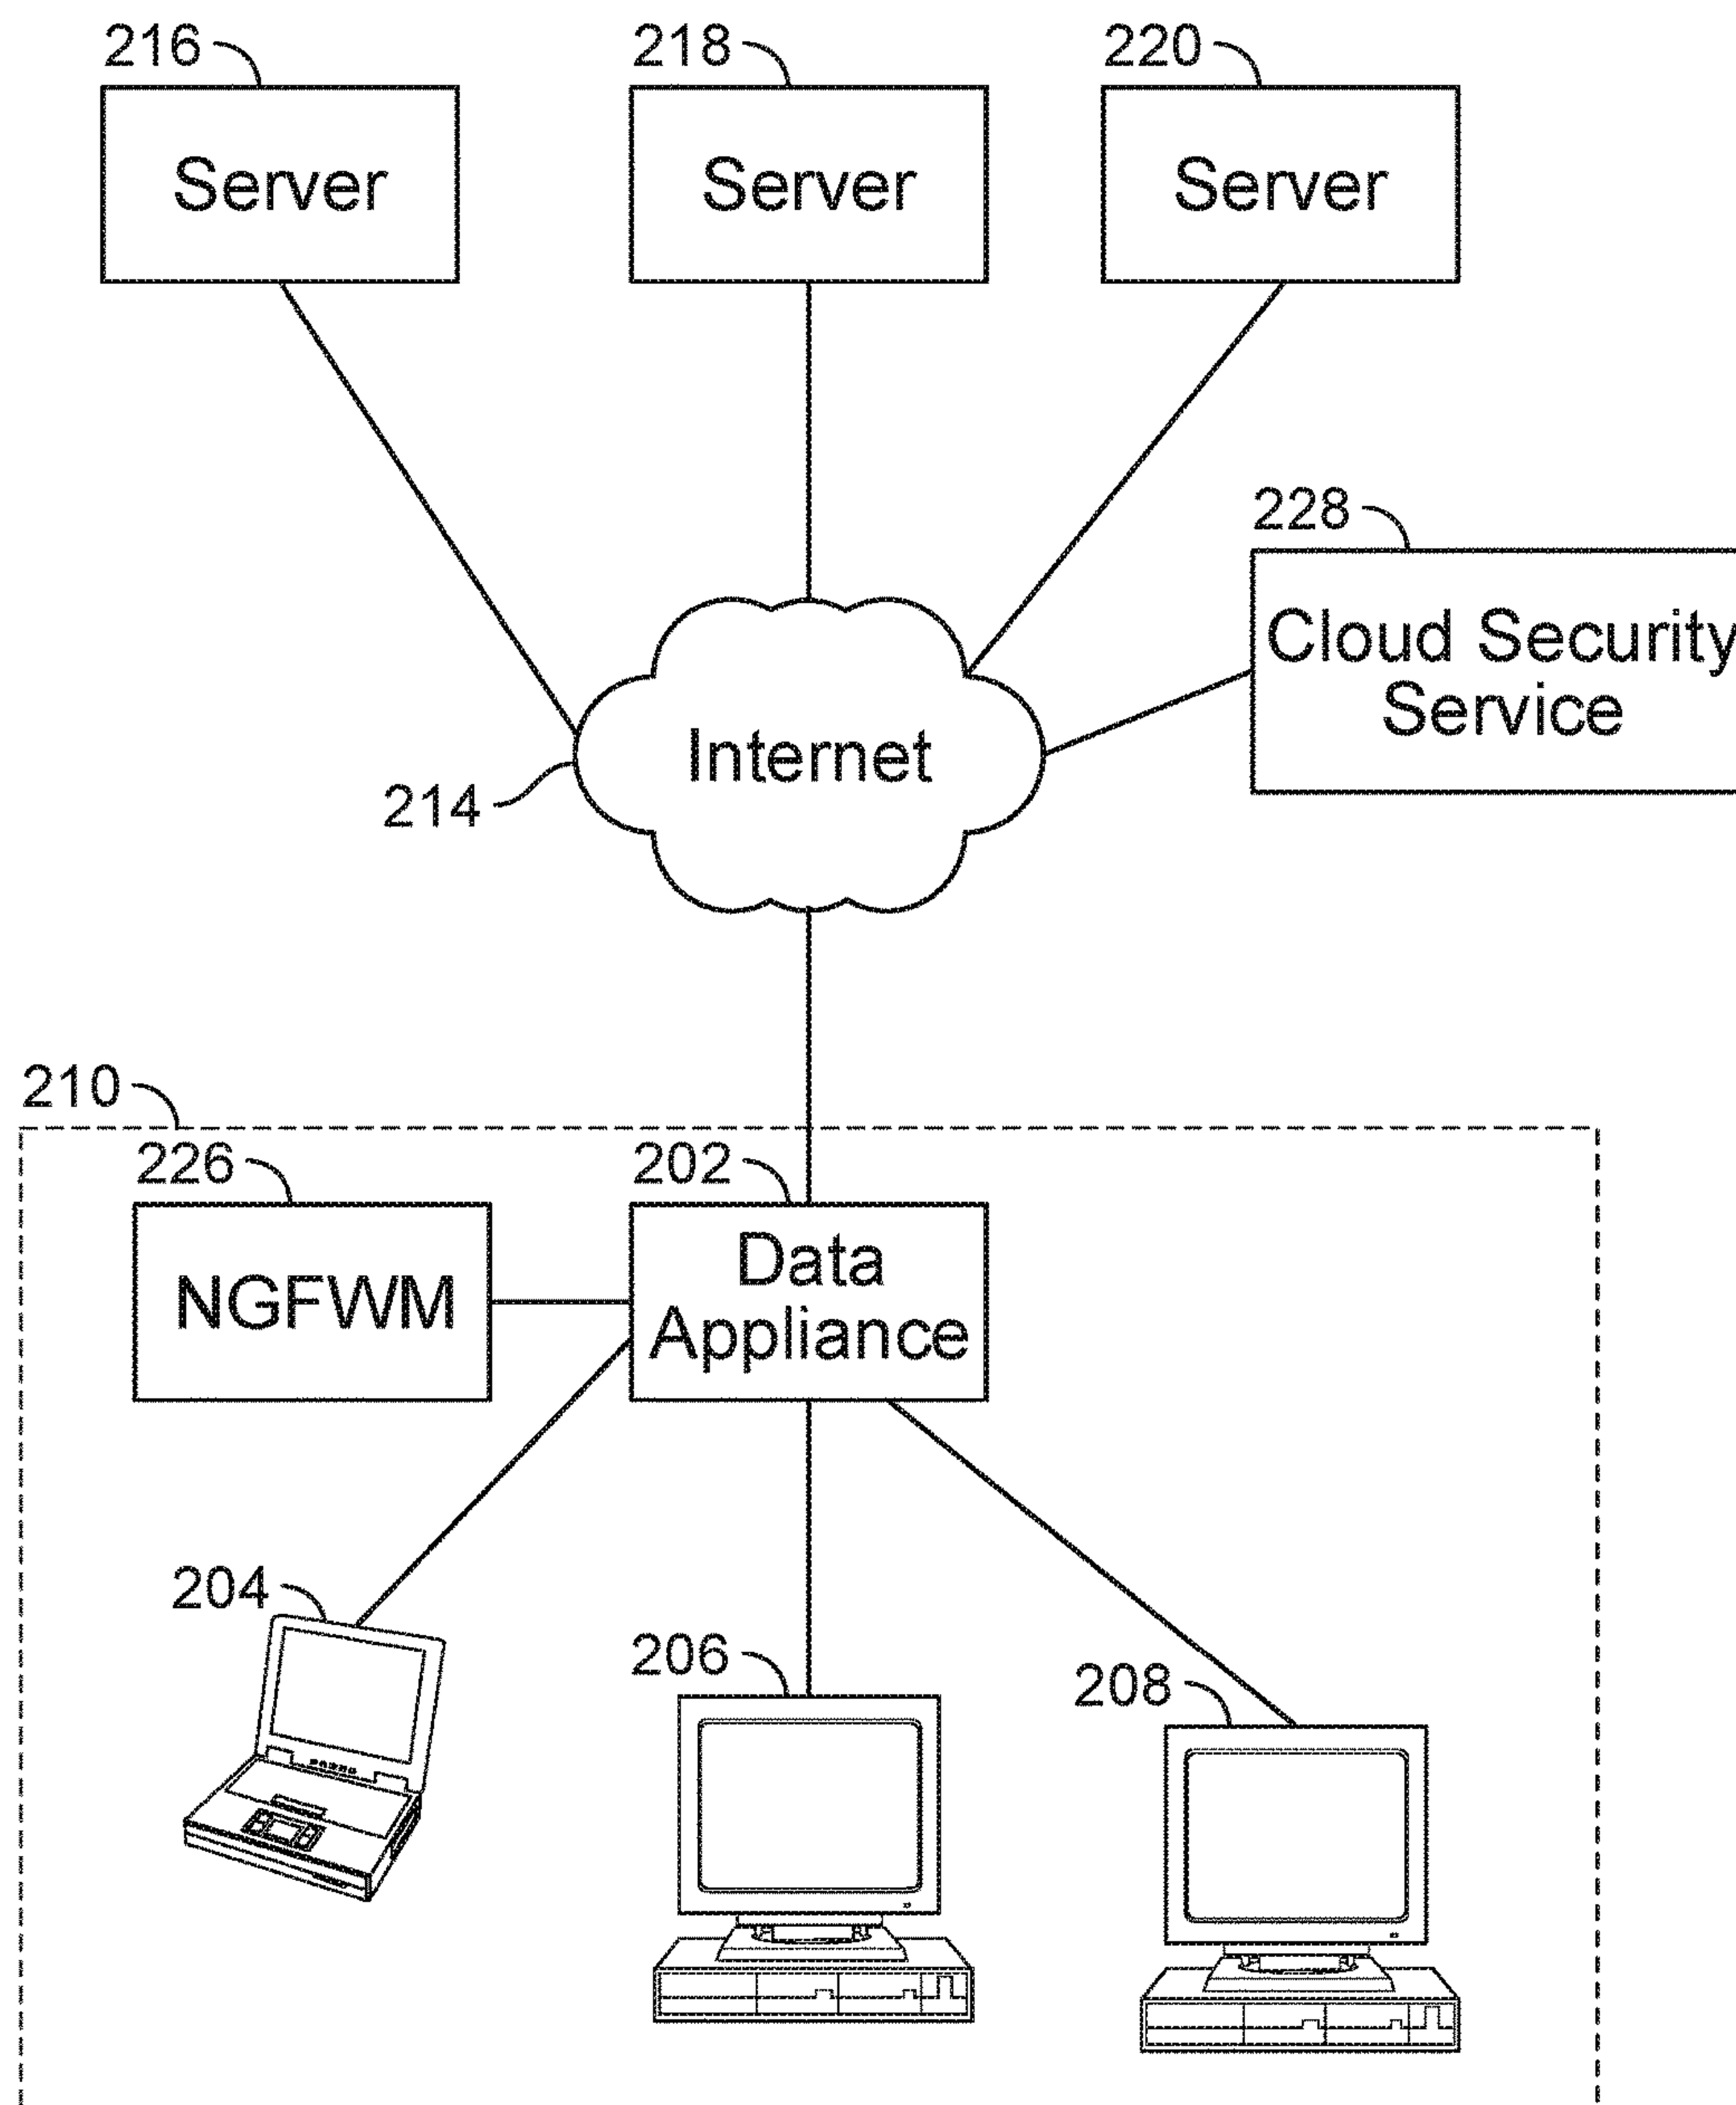 216
218
220
Server
Server
Server
228
Cloud Security
Service
Internet
214
210
226
202
NGFWM
Data
Appliance
204
206
208